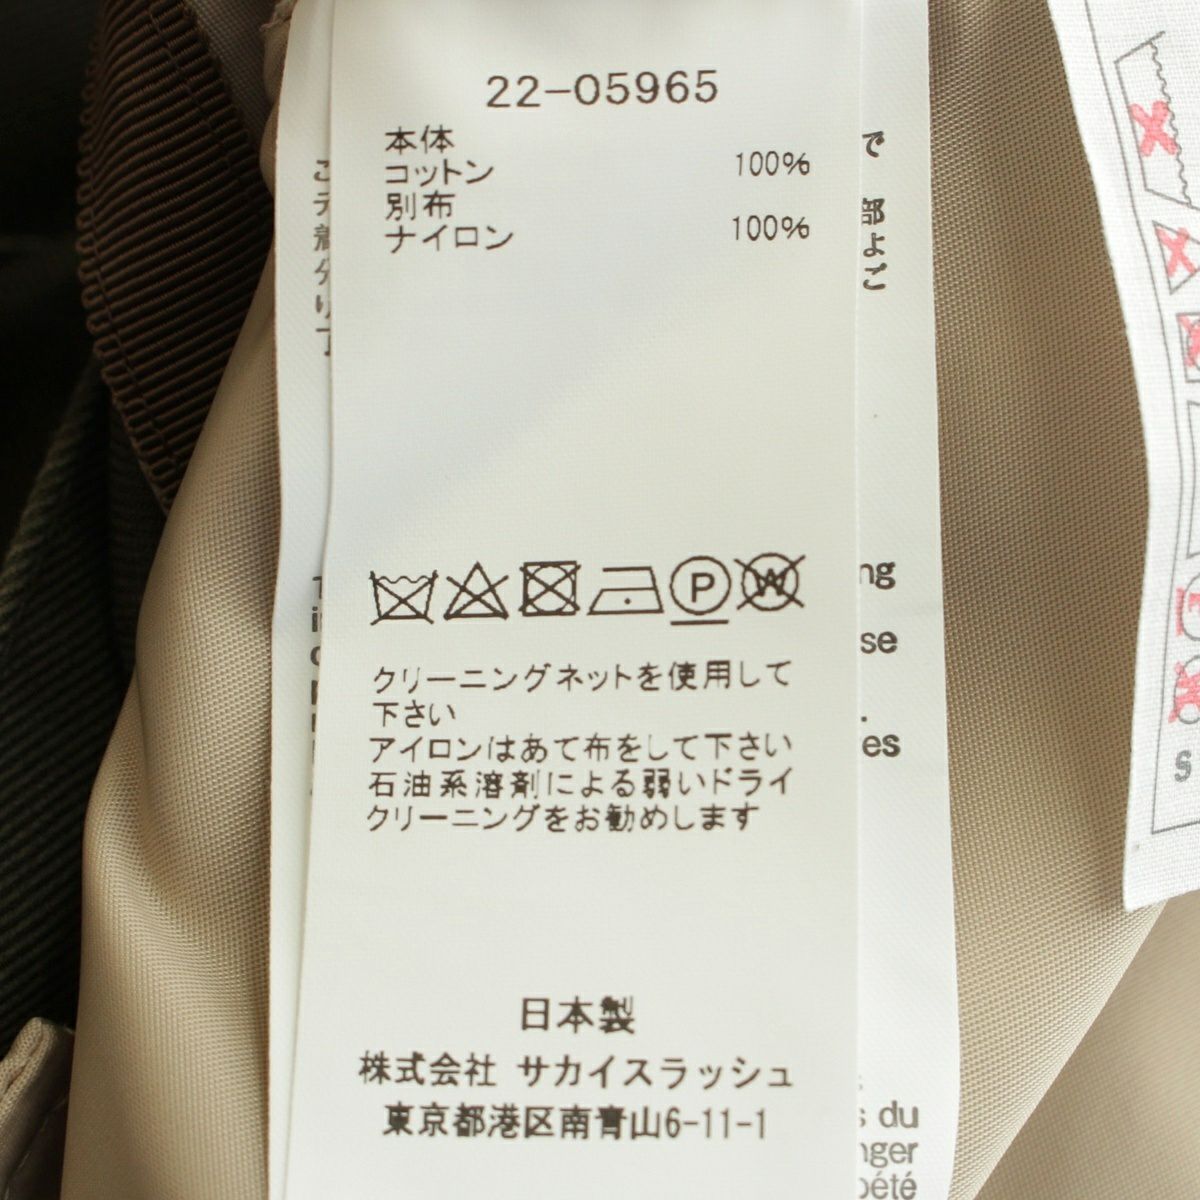 22-05965
本体
コットン 100%
別布
ナイロン 100%
P
W
クリーニングネットを使用して
下さい
アイロンはあて布をして下さい
石油系溶剤による弱いドライ
クリーニングをお勧めします
日本製
株式会社 サカイスラッシュ
東京都港区南青山6-11-1
で
部
よご
ng
se
es
s du
nger
pété
S